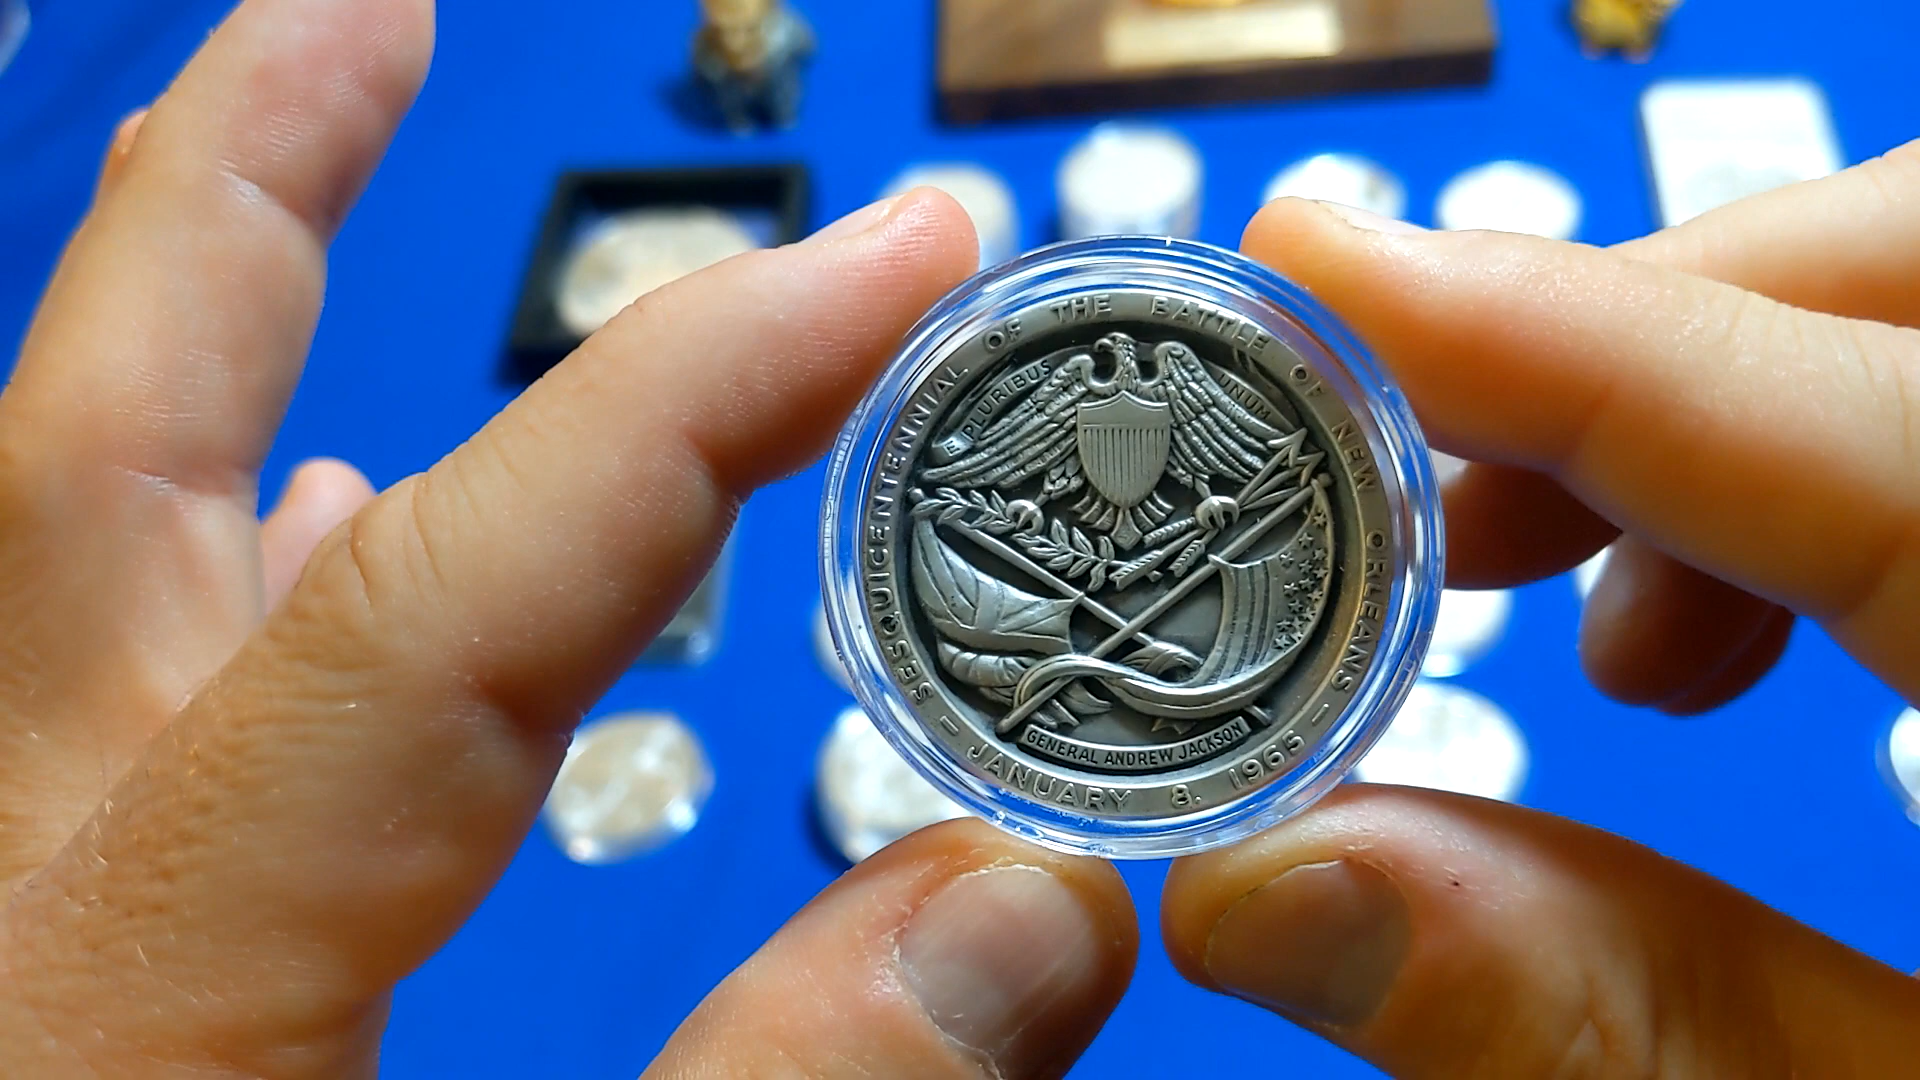 SESQUICENTENNIAL OF THE BATTLE OF NEW ORLEANS –
– JANUARY 8, 1965
E PLURIBUS UNUM
GENERAL ANDREW JACKSON